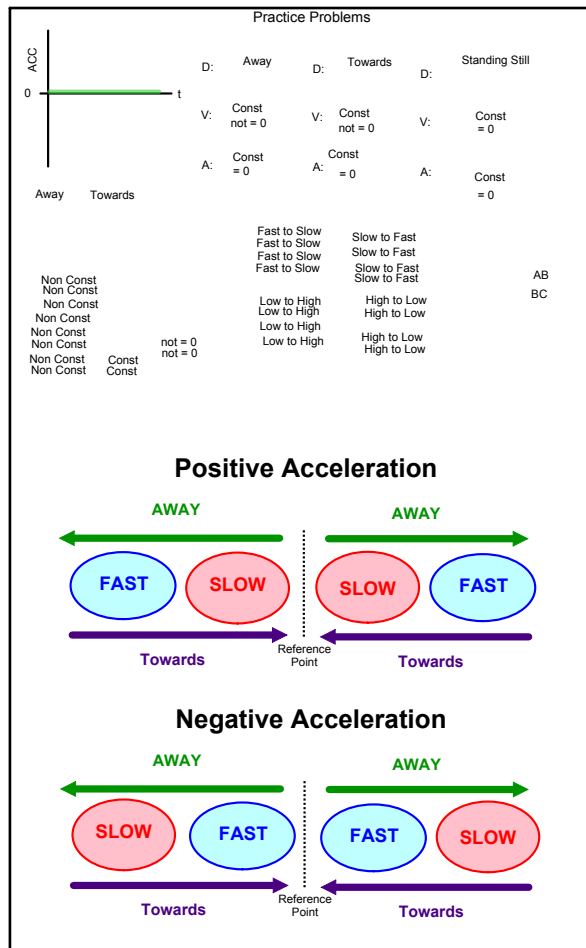 Practice Problems
ACC
0
t
D: Away D: Towards D: Standing Still
V: Const not = 0 V: Const not = 0 V: Const = 0
A: Const = 0 A: Const = 0 A: Const = 0
Away Towards
Fast to Slow Slow to Fast
Fast to Slow Slow to Fast
Fast to Slow Slow to Fast
Fast to Slow Slow to Fast
AB
BC
Non Const
Non Const
Non Const
Non Const
Non Const
Non Const
Non Const Const
Non Const Const
not = 0
not = 0
Low to High High to Low
Low to High High to Low
Low to High High to Low
Low to High High to Low
Positive Acceleration
AWAY AWAY
FAST SLOW SLOW FAST
Towards Reference Point Towards
Negative Acceleration
AWAY AWAY
SLOW FAST FAST SLOW
Towards Reference Point Towards